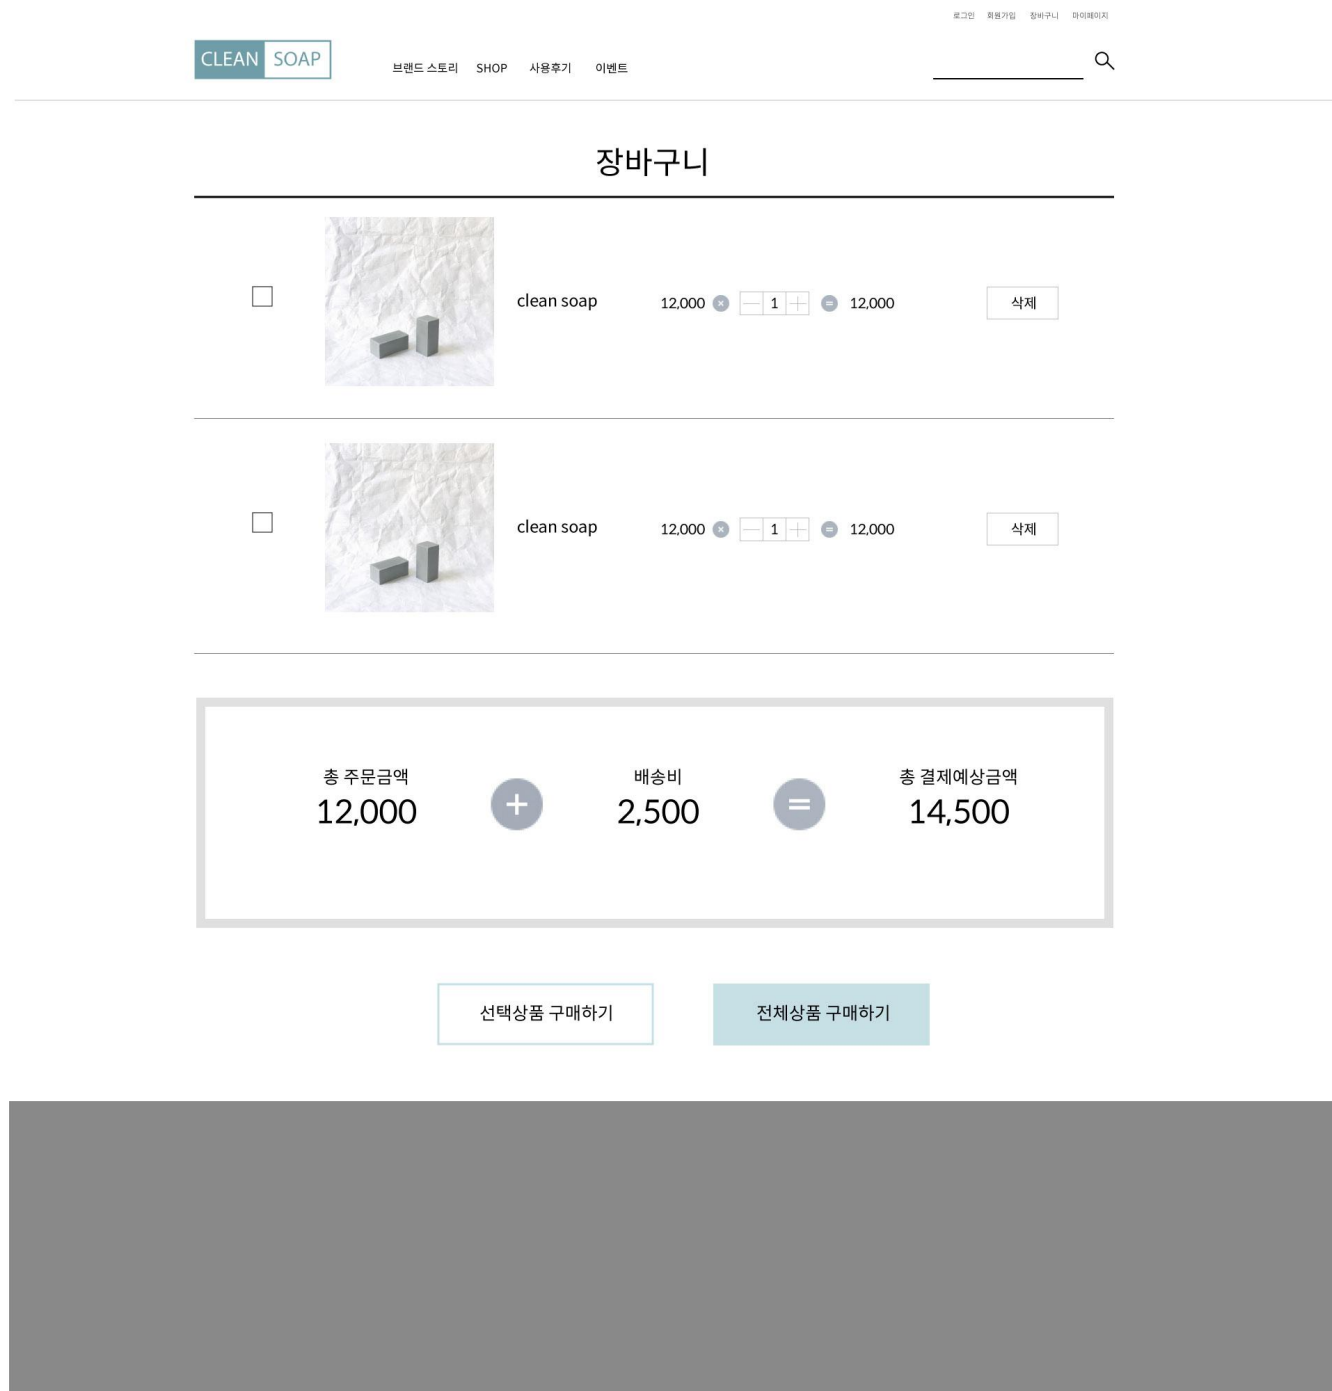 로그인 회원가입 장바구니 마이페이지
CLEAN SOAP
브랜드 스토리 SHOP 사용후기 이벤트
장바구니
clean soap 12,000 × — 1 + = 12,000 삭제
clean soap 12,000 × — 1 + = 12,000 삭제
총 주문금액 배송비 총 결제예상금액
12,000 + 2,500 = 14,500
선택상품 구매하기 전체상품 구매하기